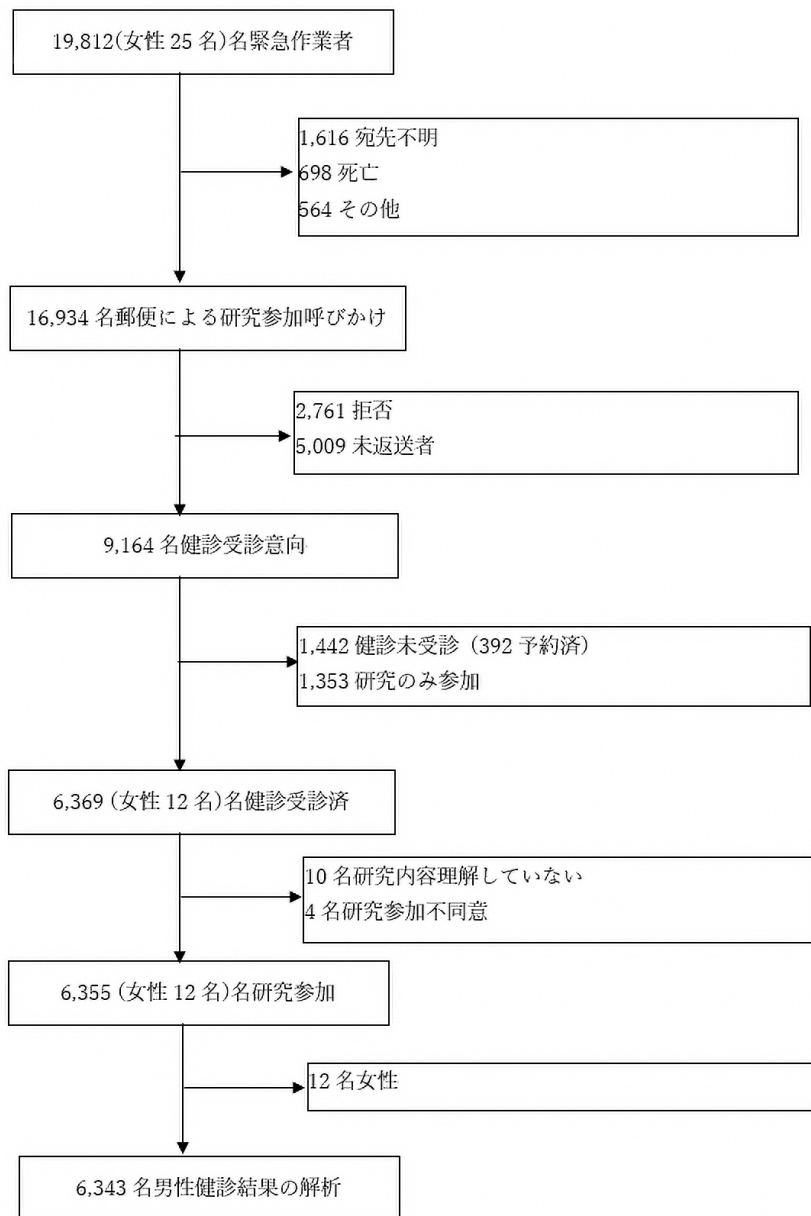 19,812(女性 25 名)名緊急作業者
1,616 宛先不明
698 死亡
564 その他
16,934 名郵便による研究参加呼びかけ
2,761 拒否
5,009 未返送者
9,164 名健診受診意向
1,442 健診未受診（392 予約済）
1,353 研究のみ参加
6,369 (女性 12 名)名健診受診済
10 名研究内容理解していない
4 名研究参加不同意
6,355 (女性 12 名)名研究参加
12 名女性
6,343 名男性健診結果の解析